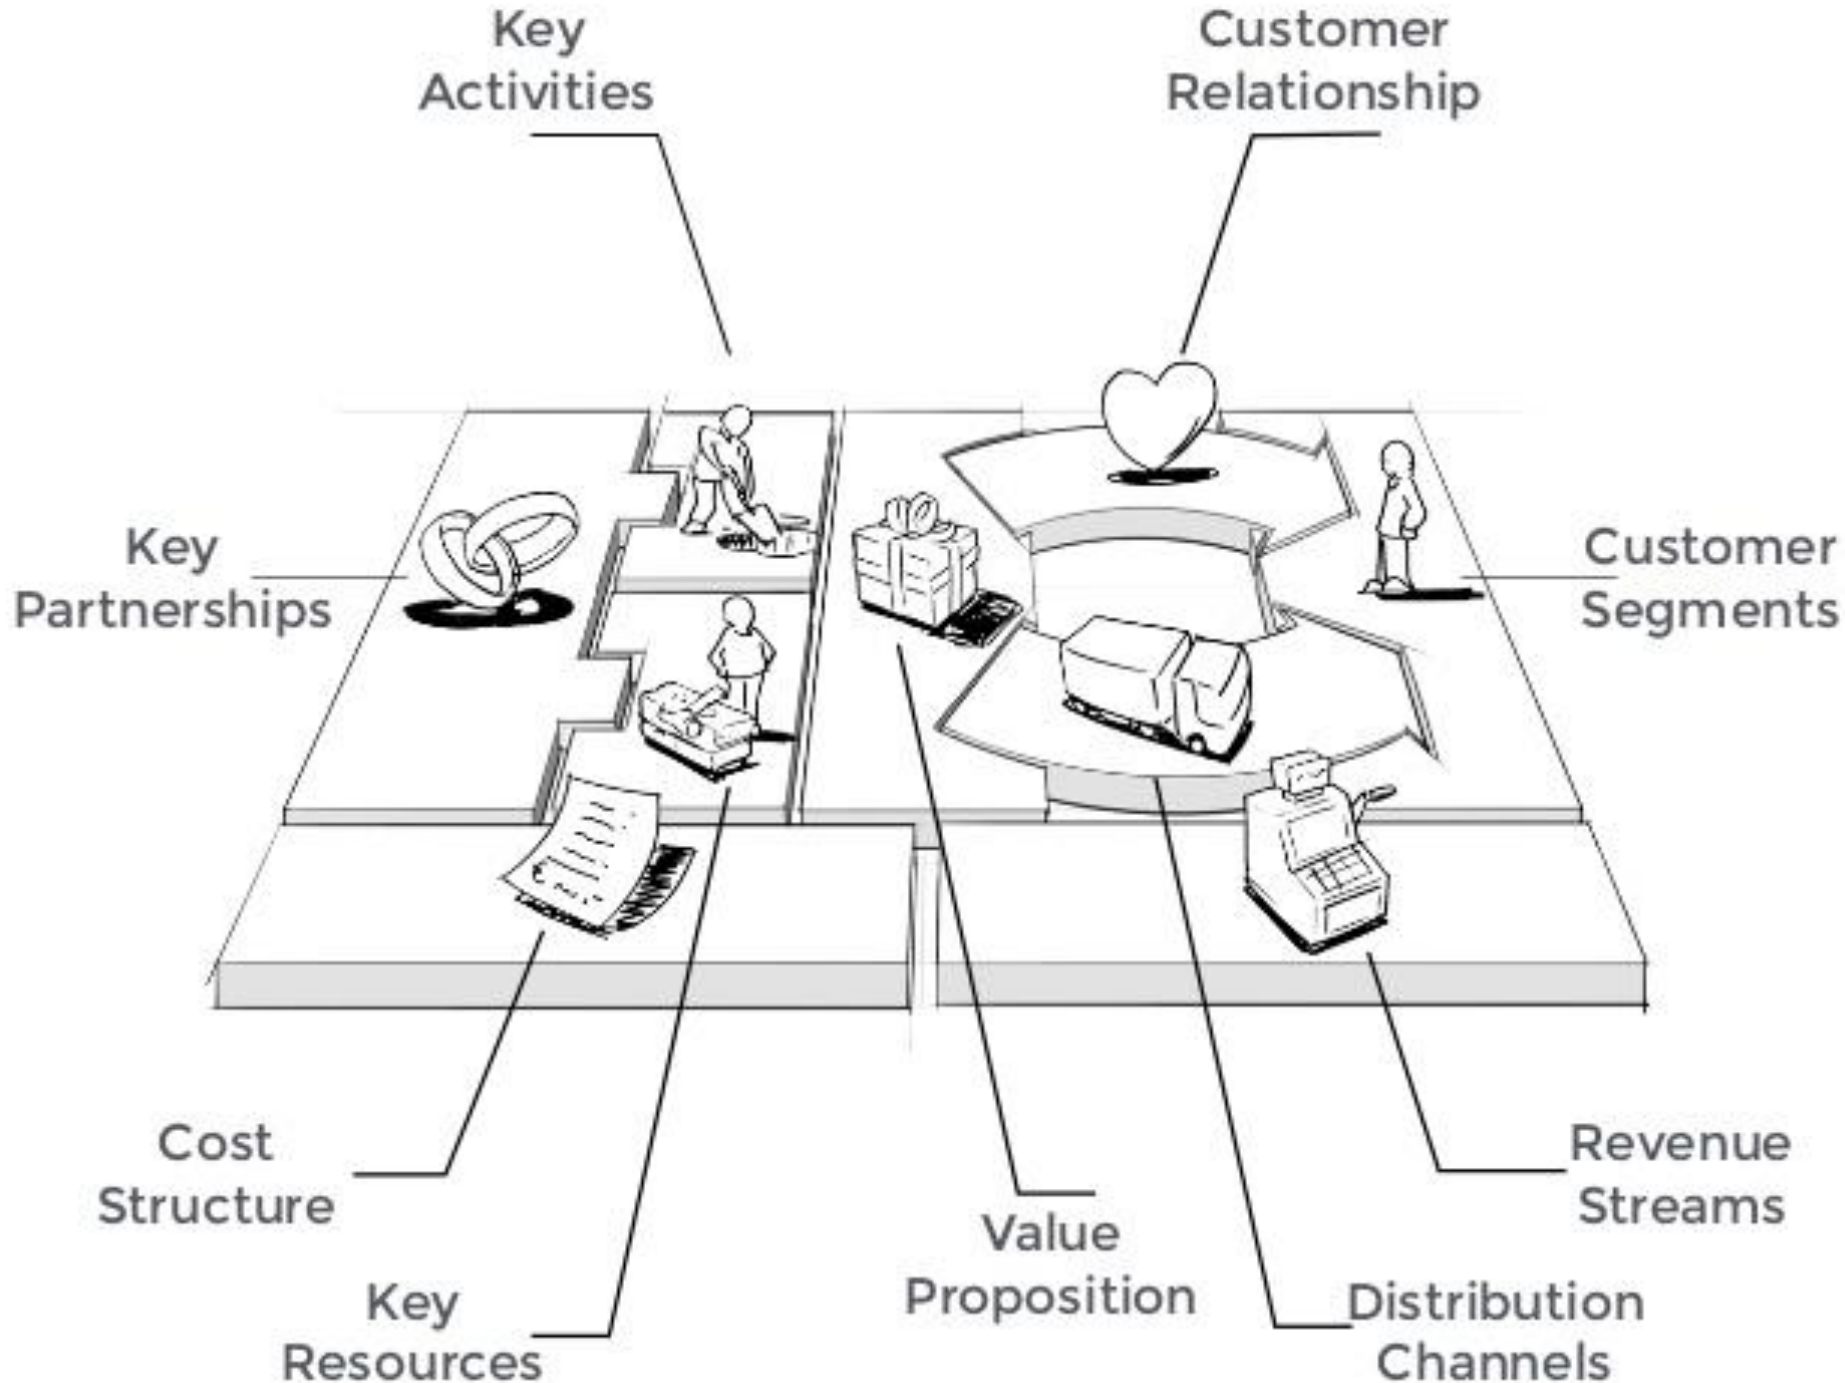 Key
Activities
Customer
Relationship
Key
Partnerships
Customer
Segments
Cost
Structure
Revenue
Streams
Value
Proposition
Key
Resources
Distribution
Channels